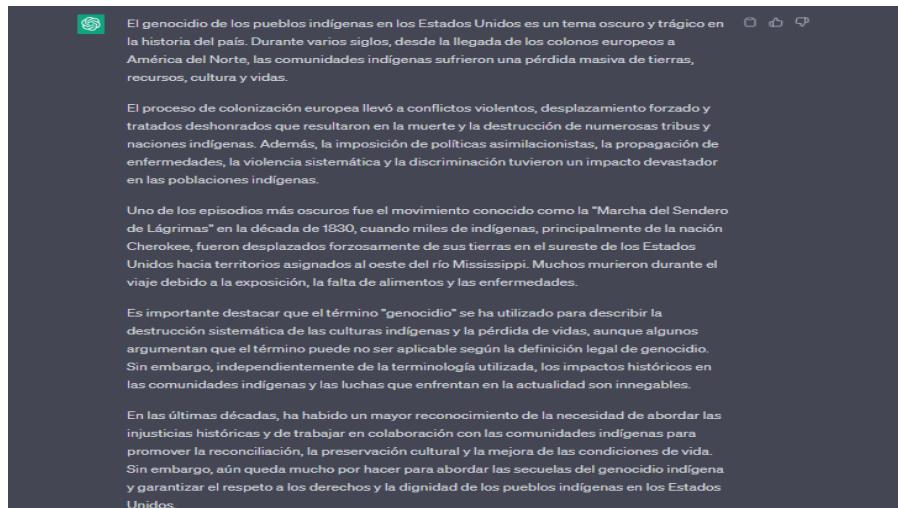 El genocidio de los pueblos indígenas en los Estados Unidos es un tema oscuro y trágico en
la historia del país. Durante varios siglos, desde la llegada de los colonos europeos a
América del Norte, las comunidades indígenas sufrieron una pérdida masiva de tierras,
recursos, cultura y vidas.
El proceso de colonización europea llevó a conflictos violentos, desplazamiento forzado y
tratados deshonrados que resultaron en la muerte y la destrucción de numerosas tribus y
naciones indígenas. Además, la imposición de políticas asimilacionistas, la propagación de
enfermedades, la violencia sistemática y la discriminación tuvieron un impacto devastador
en las poblaciones indígenas.
Uno de los episodios más oscuros fue el movimiento conocido como la "Marcha del Sendero
de Lágrimas" en la década de 1830, cuando miles de indígenas, principalmente de la nación
Cherokee, fueron desplazados forzosamente de sus tierras en el sureste de los Estados
Unidos hacia territorios asignados al oeste del río Mississippi. Muchos murieron durante el
viaje debido a la exposición, la falta de alimentos y las enfermedades.
Es importante destacar que el término "genocidio" se ha utilizado para describir la
destrucción sistemática de las culturas indígenas y la pérdida de vidas, aunque algunos
argumentan que el término puede no ser aplicable según la definición legal de genocidio.
Sin embargo, independientemente de la terminología utilizada, los impactos históricos en
las comunidades indígenas y las luchas que enfrentan en la actualidad son innegables.
En las últimas décadas, ha habido un mayor reconocimiento de la necesidad de abordar las
injusticias históricas y de trabajar en colaboración con las comunidades indígenas para
promover la reconciliación, la preservación cultural y la mejora de las condiciones de vida.
Sin embargo, aún queda mucho por hacer para abordar las secuelas del genocidio indígena
y garantizar el respeto a los derechos y la dignidad de los pueblos indígenas en los Estados
Unidos.